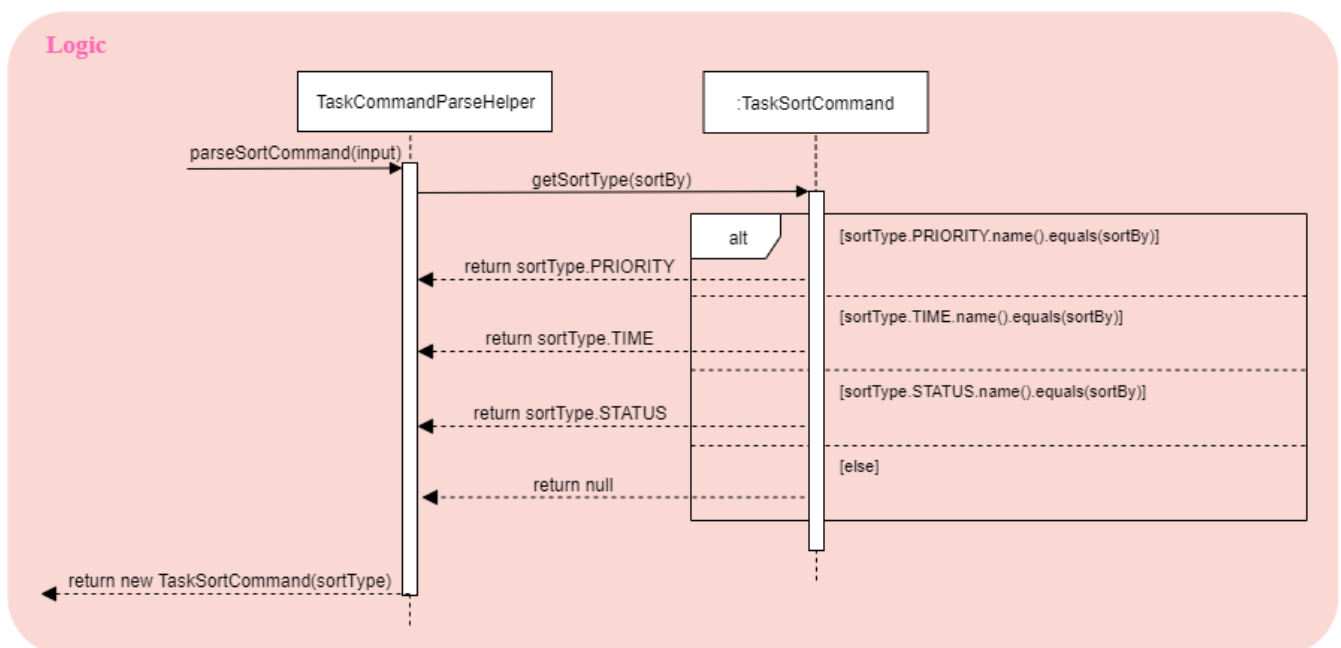 Logic
TaskCommandParseHelper
:TaskSortCommand
parseSortCommand(input)
getSortType(sortBy)
alt
[sortType.PRIORITY.name().equals(sortBy)]
return sortType.PRIORITY
[sortType.TIME.name().equals(sortBy)]
return sortType.TIME
[sortType.STATUS.name().equals(sortBy)]
return sortType.STATUS
[else]
return null
return new TaskSortCommand(sortType)